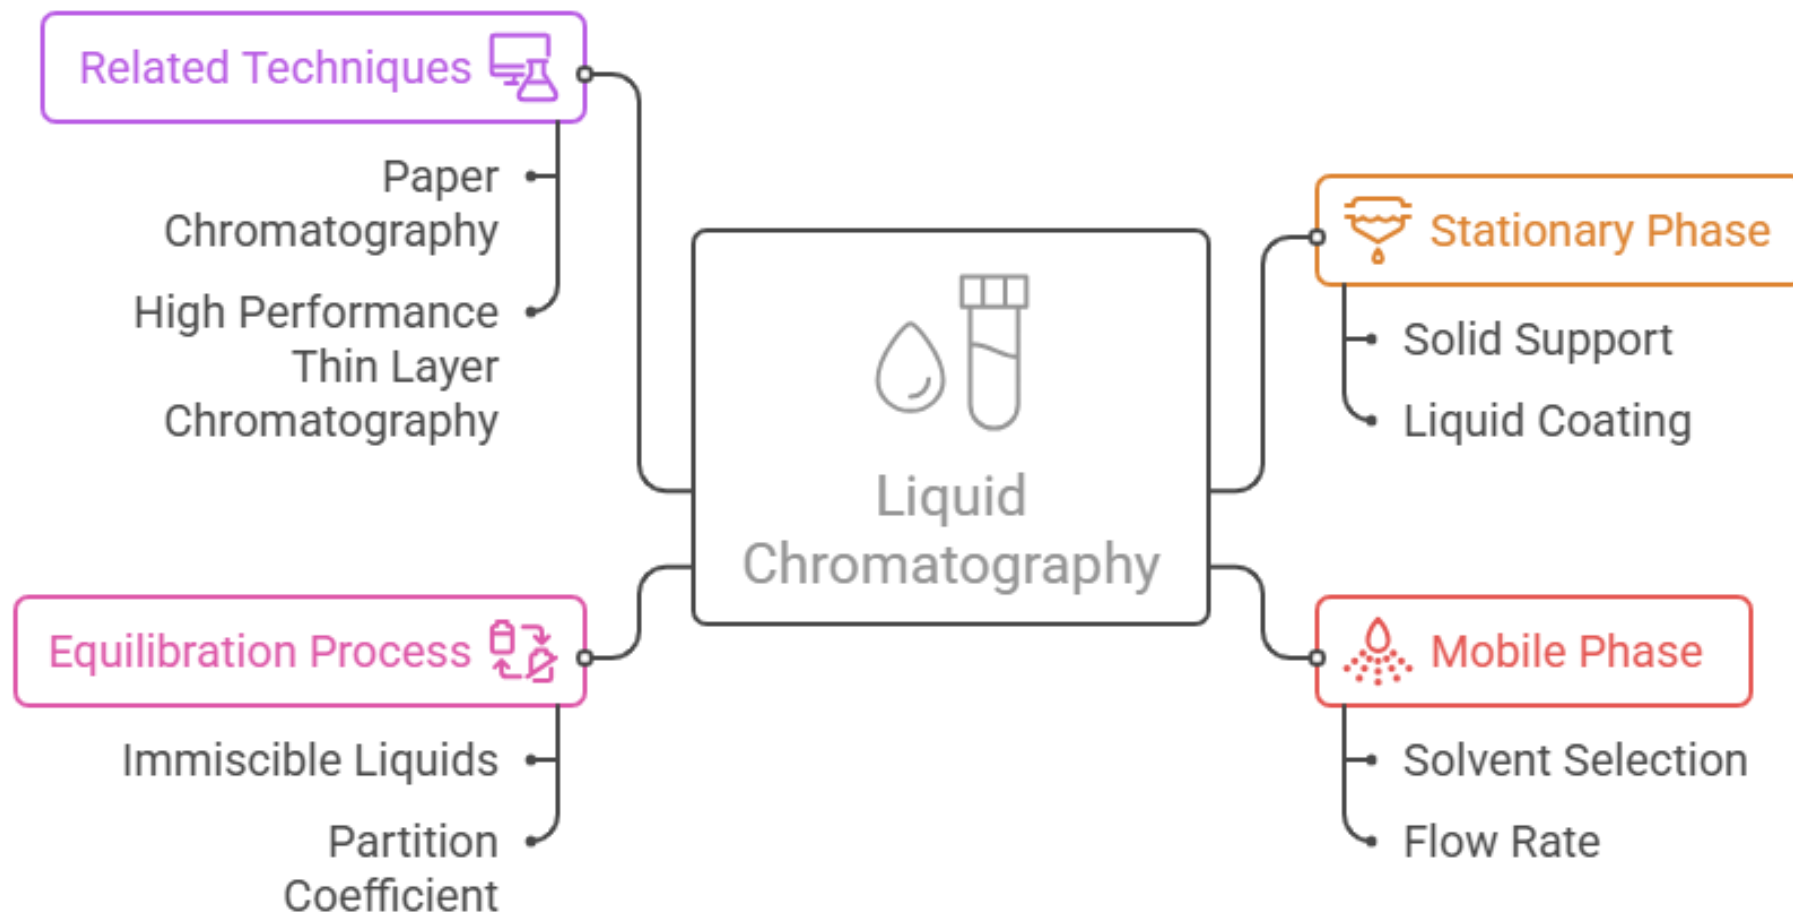 Related Techniques
Paper
Chromatography
High Performance
Thin Layer
Chromatography
Equilibration Process
Immiscible Liquids
Partition
Coefficient
Liquid
Chromatography
Stationary Phase
Solid Support
Liquid Coating
Mobile Phase
Solvent Selection
Flow Rate